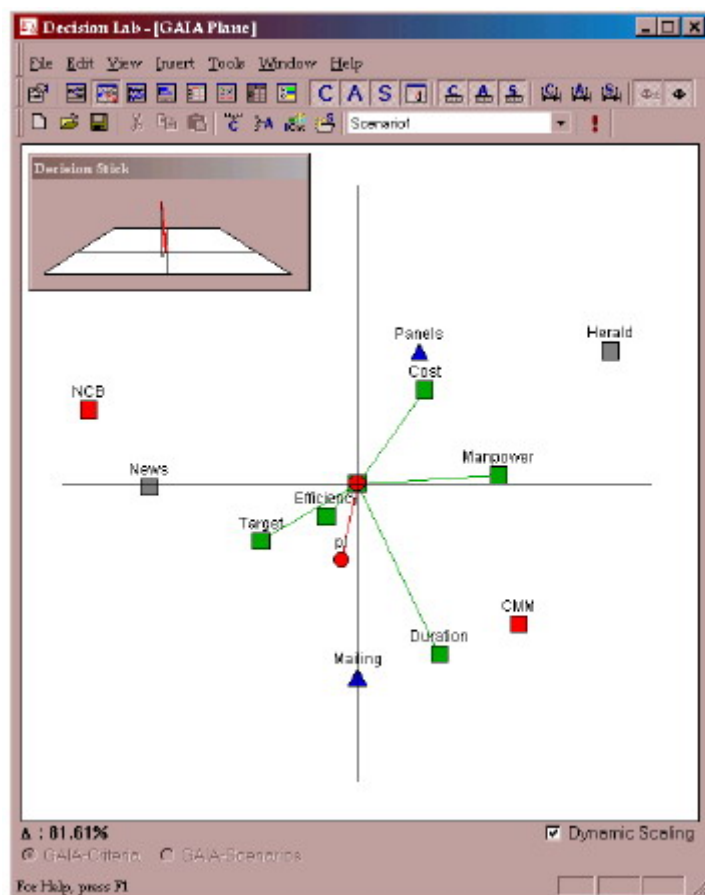 Decision Lab - [GAIA Plane]
File Edit View Insert Tools Window Help
C A S C A S C A S
Scenario1
Decision Stick
Panels
Herald
Cost
NCB
Manpower
News
Efficiency
Target
pi
CMM
Duration
Mailing
Δ : 81.61%
Dynamic Scaling
GAIA-Criteria GAIA-Scenarios
For Help, press F1